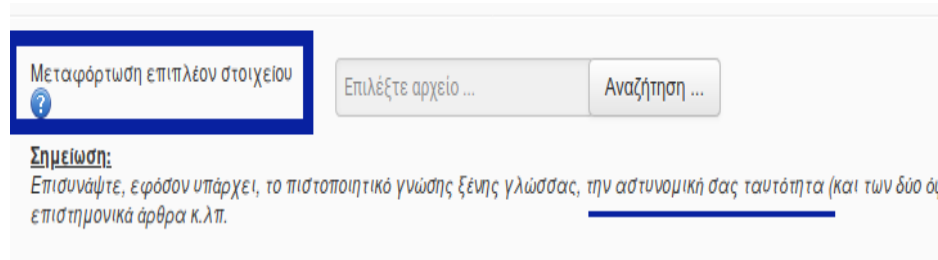 Μεταφόρτωση επιπλέον στοιχείου
?
Επιλέξτε αρχείο ... Αναζήτηση ...
Σημείωση:
Επισυνάψτε, εφόσον υπάρχει, το πιστοποιητικό γνώσης ξένης γλώσσας, την αστυνομική σας ταυτότητα (και των δύο
επιστημονικά άρθρα κ.λπ.